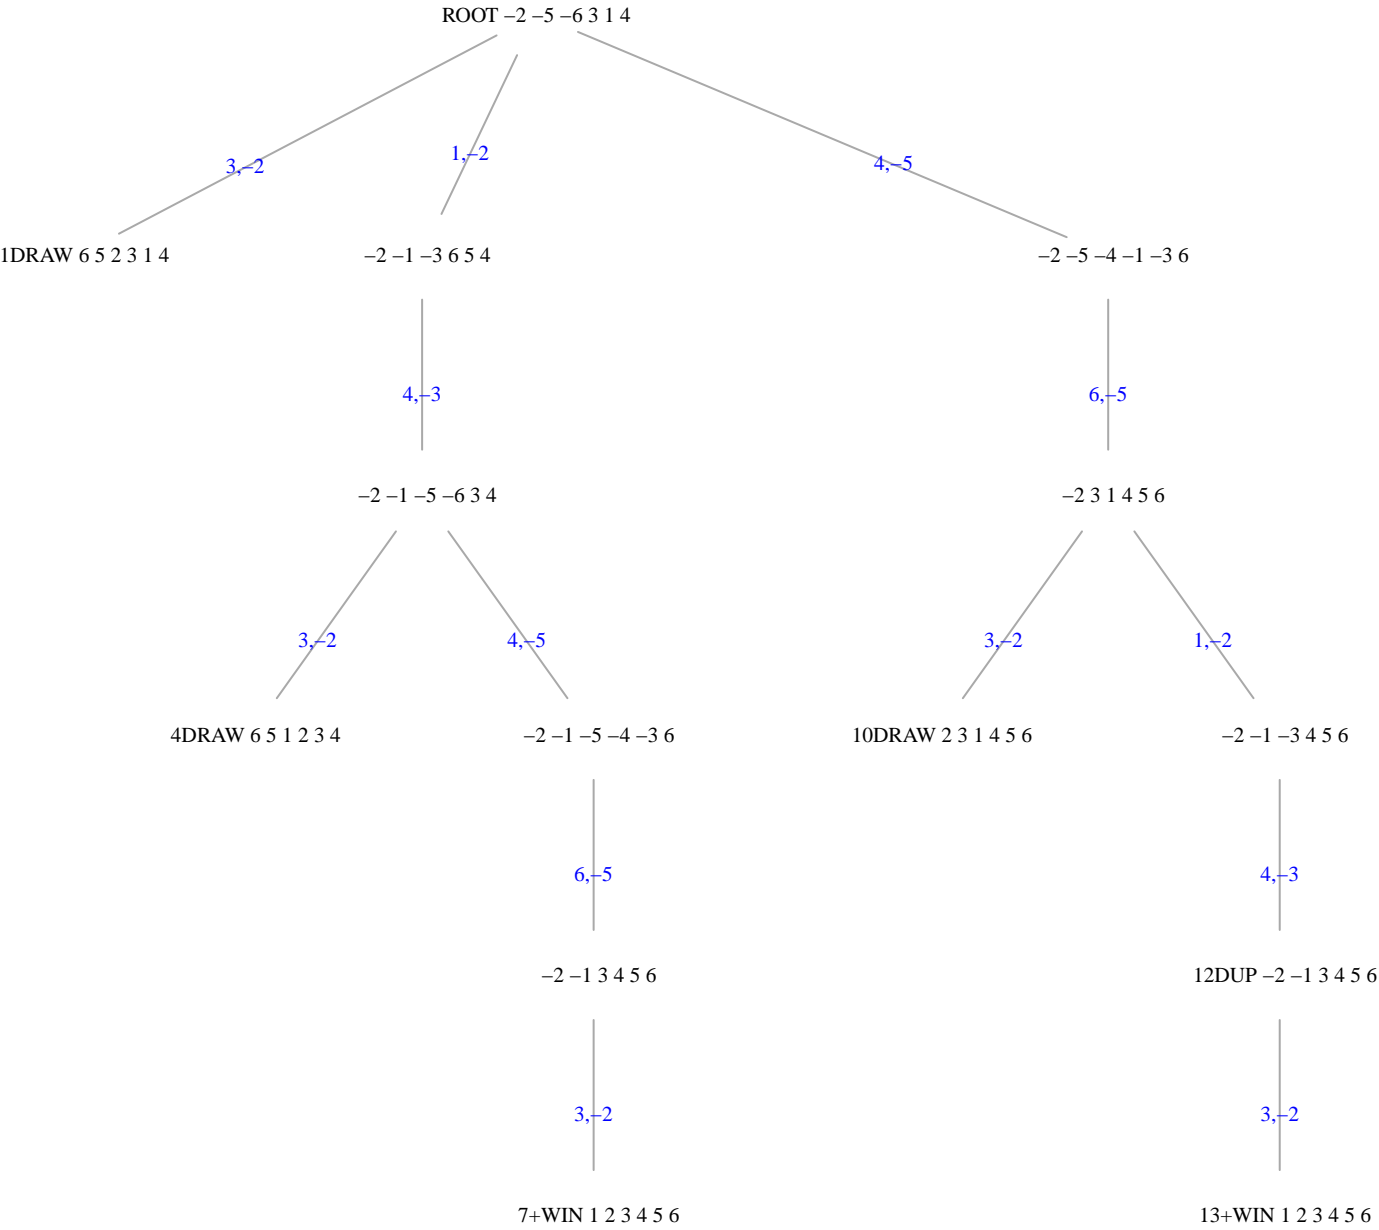 ROOT –2 –5 –6 3 1 4
3,–2
1,–2
4,–5
1DRAW 6 5 2 3 1 4
–2 –1 –3 6 5 4
–2 –5 –4 –1 –3 6
4,–3
6,–5
–2 –1 –5 –6 3 4
–2 3 1 4 5 6
3,–2
4,–5
3,–2
1,–2
4DRAW 6 5 1 2 3 4
–2 –1 –5 –4 –3 6
10DRAW 2 3 1 4 5 6
–2 –1 –3 4 5 6
6,–5
4,–3
–2 –1 3 4 5 6
12DUP –2 –1 3 4 5 6
3,–2
3,–2
7+WIN 1 2 3 4 5 6
13+WIN 1 2 3 4 5 6